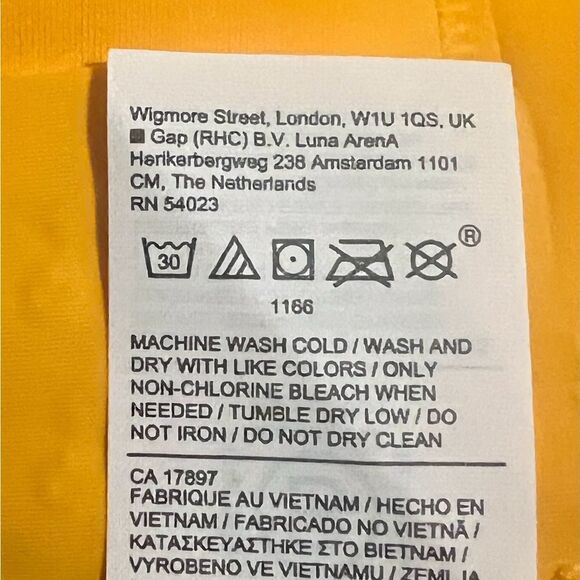 Wigmore Street, London, W1U 1QS, UK
■ Gap (RHC) B.V. Luna ArenA
Herikerbergweg 238 Amsterdam 1101
CM, The Netherlands
RN 54023
30
®
1166
MACHINE WASH COLD / WASH AND
DRY WITH LIKE COLORS / ONLY
NON-CHLORINE BLEACH WHEN
NEEDED / TUMBLE DRY LOW / DO
NOT IRON / DO NOT DRY CLEAN
CA 17897
FABRIQUE AU VIETNAM / HECHO EN
VIETNAM / FABRICADO NO VIETNÃ /
ΚΑΤΑΣΚΕΥΑΣΤΗΚΕ ΣΤΟ ΒΙΕΤΝΑΜ /
VYROBENO VE VIETNAMU / ZEMLJA